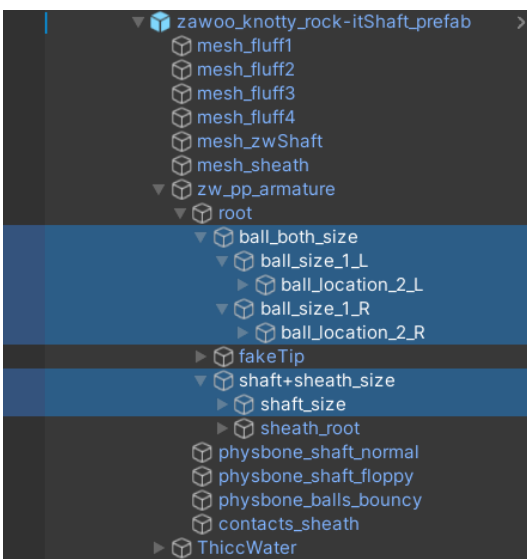 zawoo_knotty_rock-itShaft_prefab
mesh_fluff1
mesh_fluff2
mesh_fluff3
mesh_fluff4
mesh_zwShaft
mesh_sheath
zw_pp_armature
root
ball_both_size
ball_size_1_L
ball_location_2_L
ball_size_1_R
ball_location_2_R
fakeTip
shaft+sheath_size
shaft_size
sheath_root
physbone_shaft_normal
physbone_shaft_floppy
physbone_balls_bouncy
contacts_sheath
ThiccWater